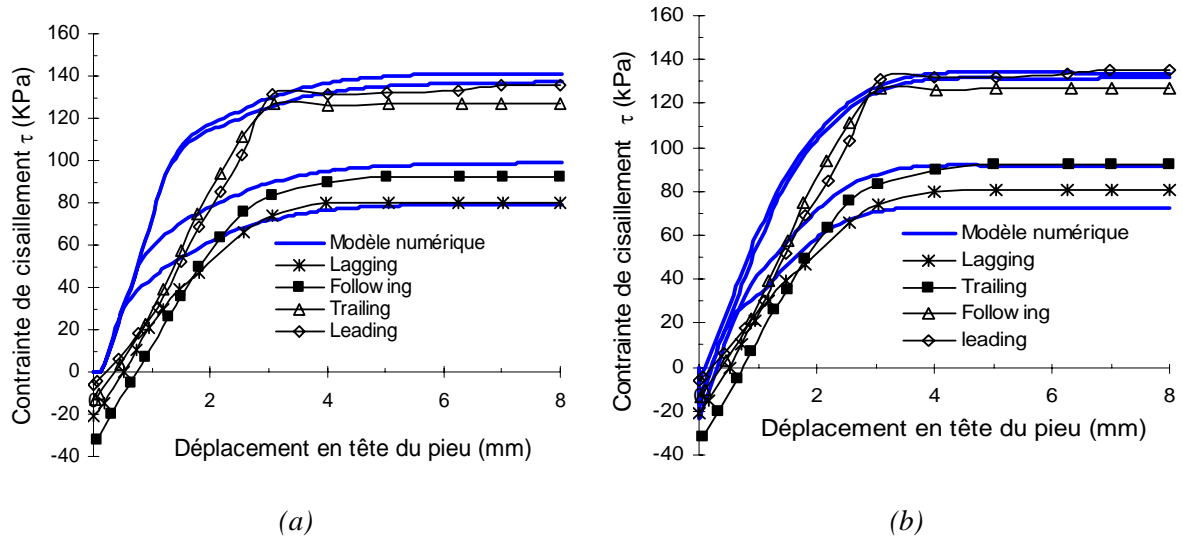 160
140
120
100
80
60
40
20
0
-20
-40
Contrainte de cisaillement τ (KPa)
2
4
6
8
Modèle numérique
Lagging
Follow ing
Trailing
Leading
Déplacement en tête du pieu (mm)
(a)
160
140
120
100
80
60
40
20
0
-20
-40
Contrainte de cisaillement τ (kPa)
0
2
4
6
8
Modèle numérique
Lagging
Trailing
Follow ing
leading
Déplacement en tête du pieu (mm)
(b)